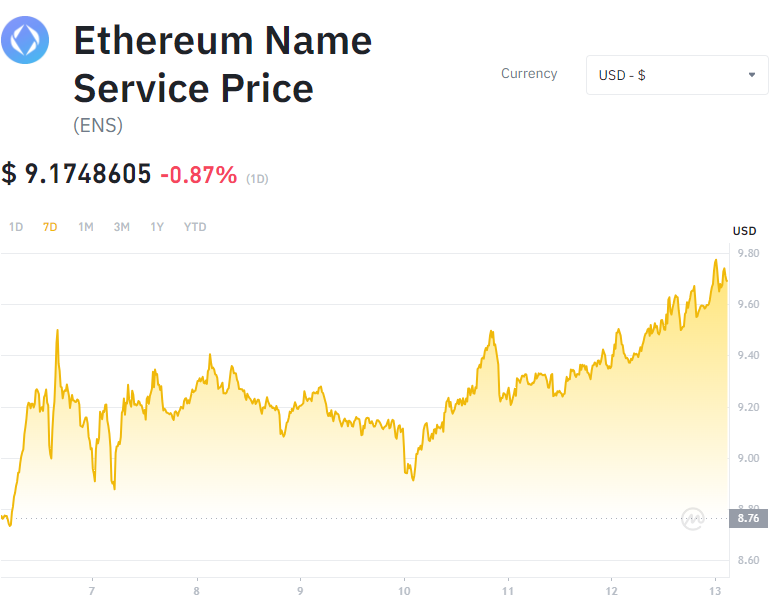 Ethereum Name
Service Price
(ENS)
Currency
USD - $
$ 9.1748605 -0.87% (1D)
1D 7D 1M 3M 1Y YTD
USD
9.80
9.60
9.40
9.20
9.00
8.80
8.76
8.60
7 8 9 10 11 12 13